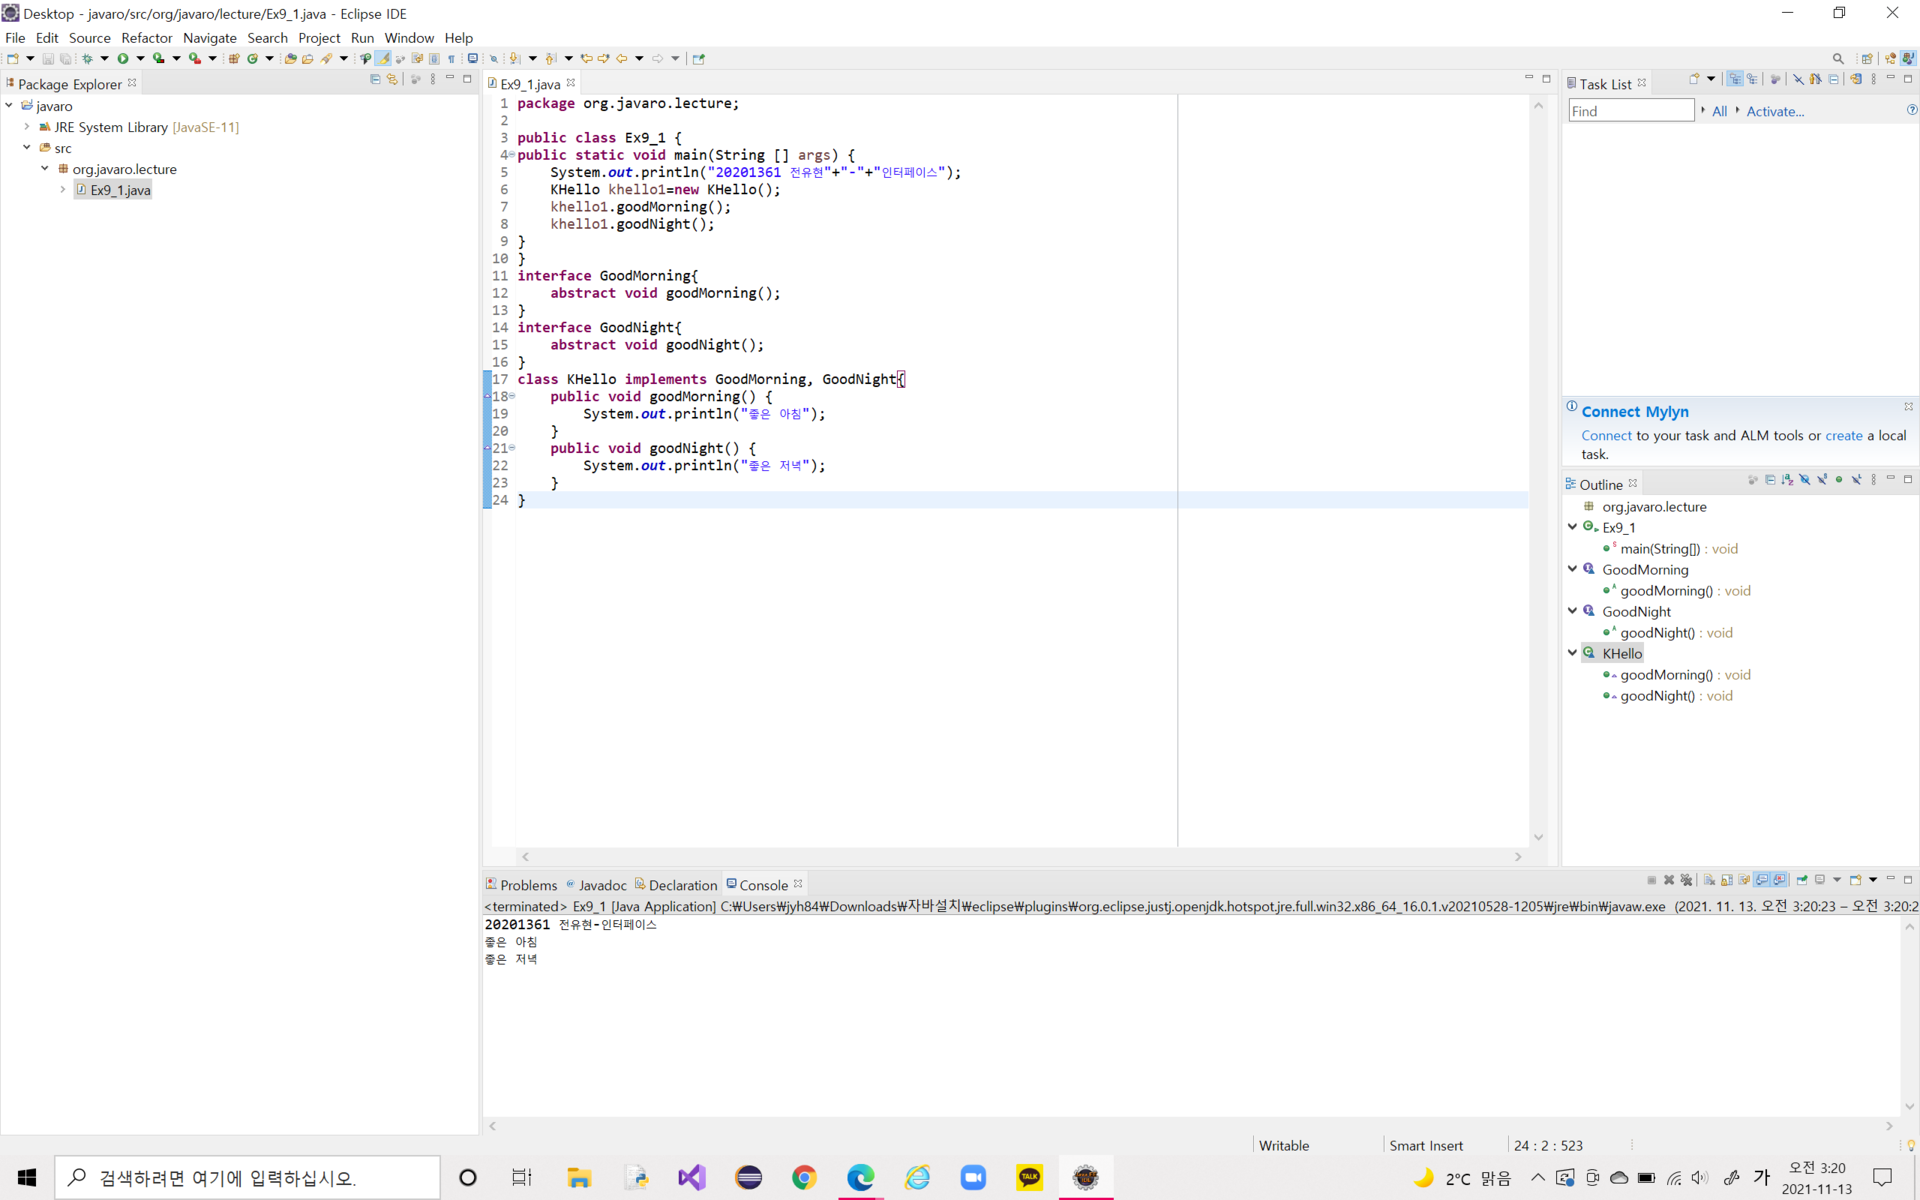 Desktop - javaro/src/org/javaro/lecture/Ex9_1.java - Eclipse IDE
File Edit Source Refactor Navigate Search Project Run Window Help
Package Explorer
javaro
JRE System Library [JavaSE-11]
src
org.javaro.lecture
Ex9_1.java
Ex9_1.java
1 package org.javaro.lecture;
2
3 public class Ex9_1 {
4 public static void main(String [] args) {
5 System.out.println("20201361 전유현"+"-"+"인터페이스");
6 KHello khello1=new KHello();
7 khello1.goodMorning();
8 khello1.goodNight();
9 }
10 }
11 interface GoodMorning{
12 abstract void goodMorning();
13 }
14 interface GoodNight{
15 abstract void goodNight();
16 }
17 class KHello implements GoodMorning, GoodNight{
18 public void goodMorning() {
19 System.out.println("좋은 아침");
20 }
21 public void goodNight() {
22 System.out.println("좋은 저녁");
23 }
24 }
Task List
Find All Activate...
Connect Mylyn
Connect to your task and ALM tools or create a local
task.
Outline
org.javaro.lecture
Ex9_1
main(String[]) : void
GoodMorning
goodMorning() : void
GoodNight
goodNight() : void
KHello
goodMorning() : void
goodNight() : void
Problems Javadoc Declaration Console
<terminated> Ex9_1 [Java Application] C:₩Users₩jyh84₩Downloads₩자바설치₩eclipse₩plugins₩org.eclipse.justj.openjdk.hotspot.jre.full.win32.x86_64_16.0.1.v20210528-1205₩jre₩bin₩javaw.exe (2021. 11. 13. 오전 3:20:23 – 오전 3:20:2
20201361 전유현-인터페이스
좋은 아침
좋은 저녁
Writable Smart Insert 24 : 2 : 523
검색하려면 여기에 입력하십시오.
TALK
2°C 맑음
가
오전 3:20
2021-11-13